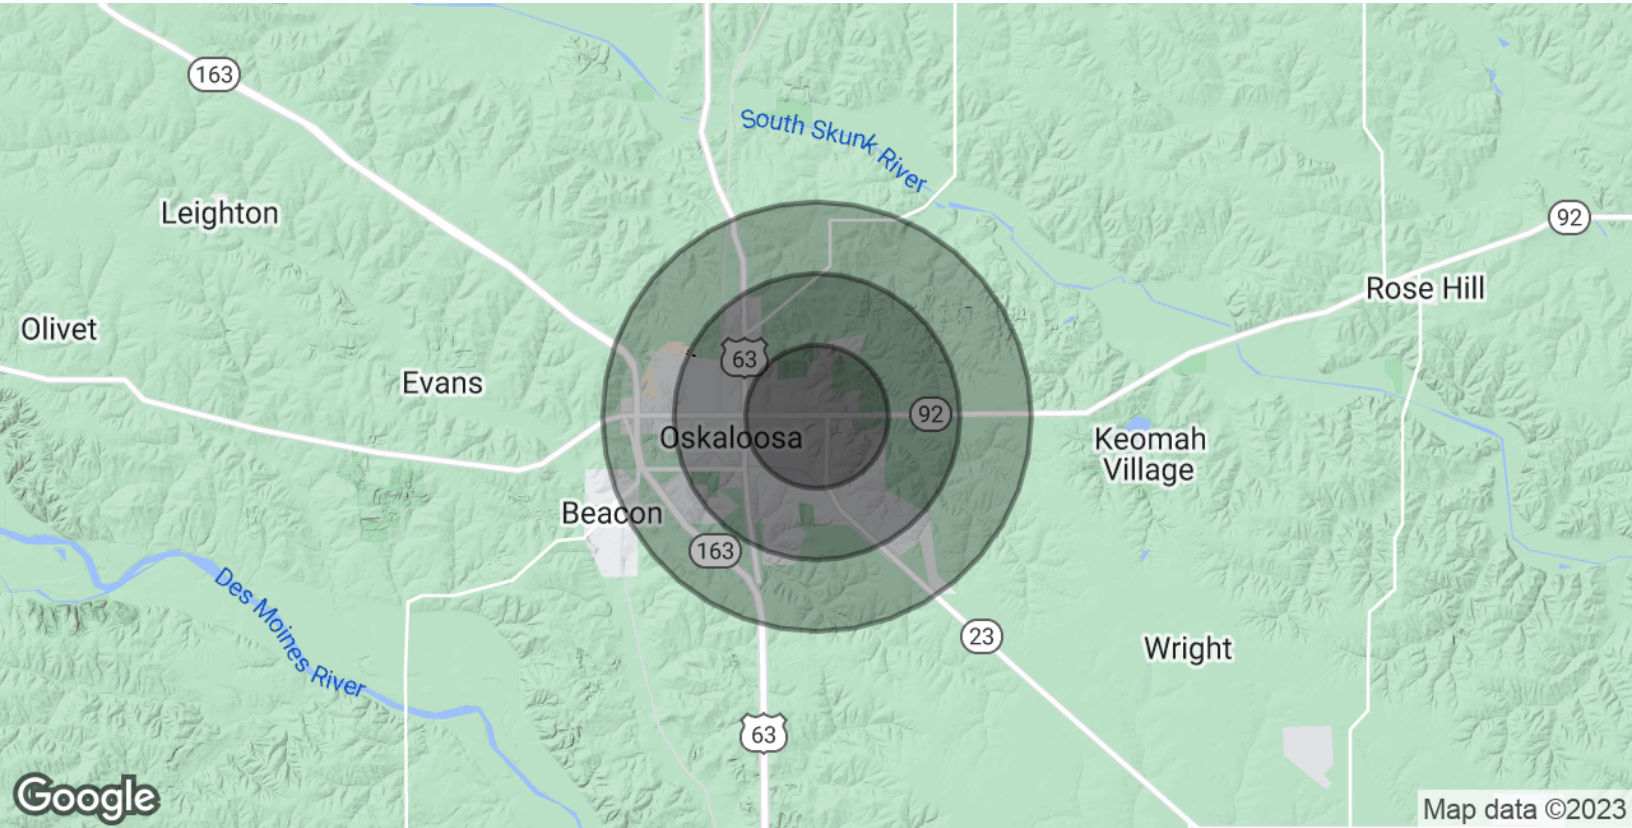 163
South Skunk River
Leighton
92
Rose Hill
Olivet
63
Evans
92
Oskaloosa
Keomah
Village
Beacon
163
Des Moines River
23
Wright
63
Google
Map data ©2023